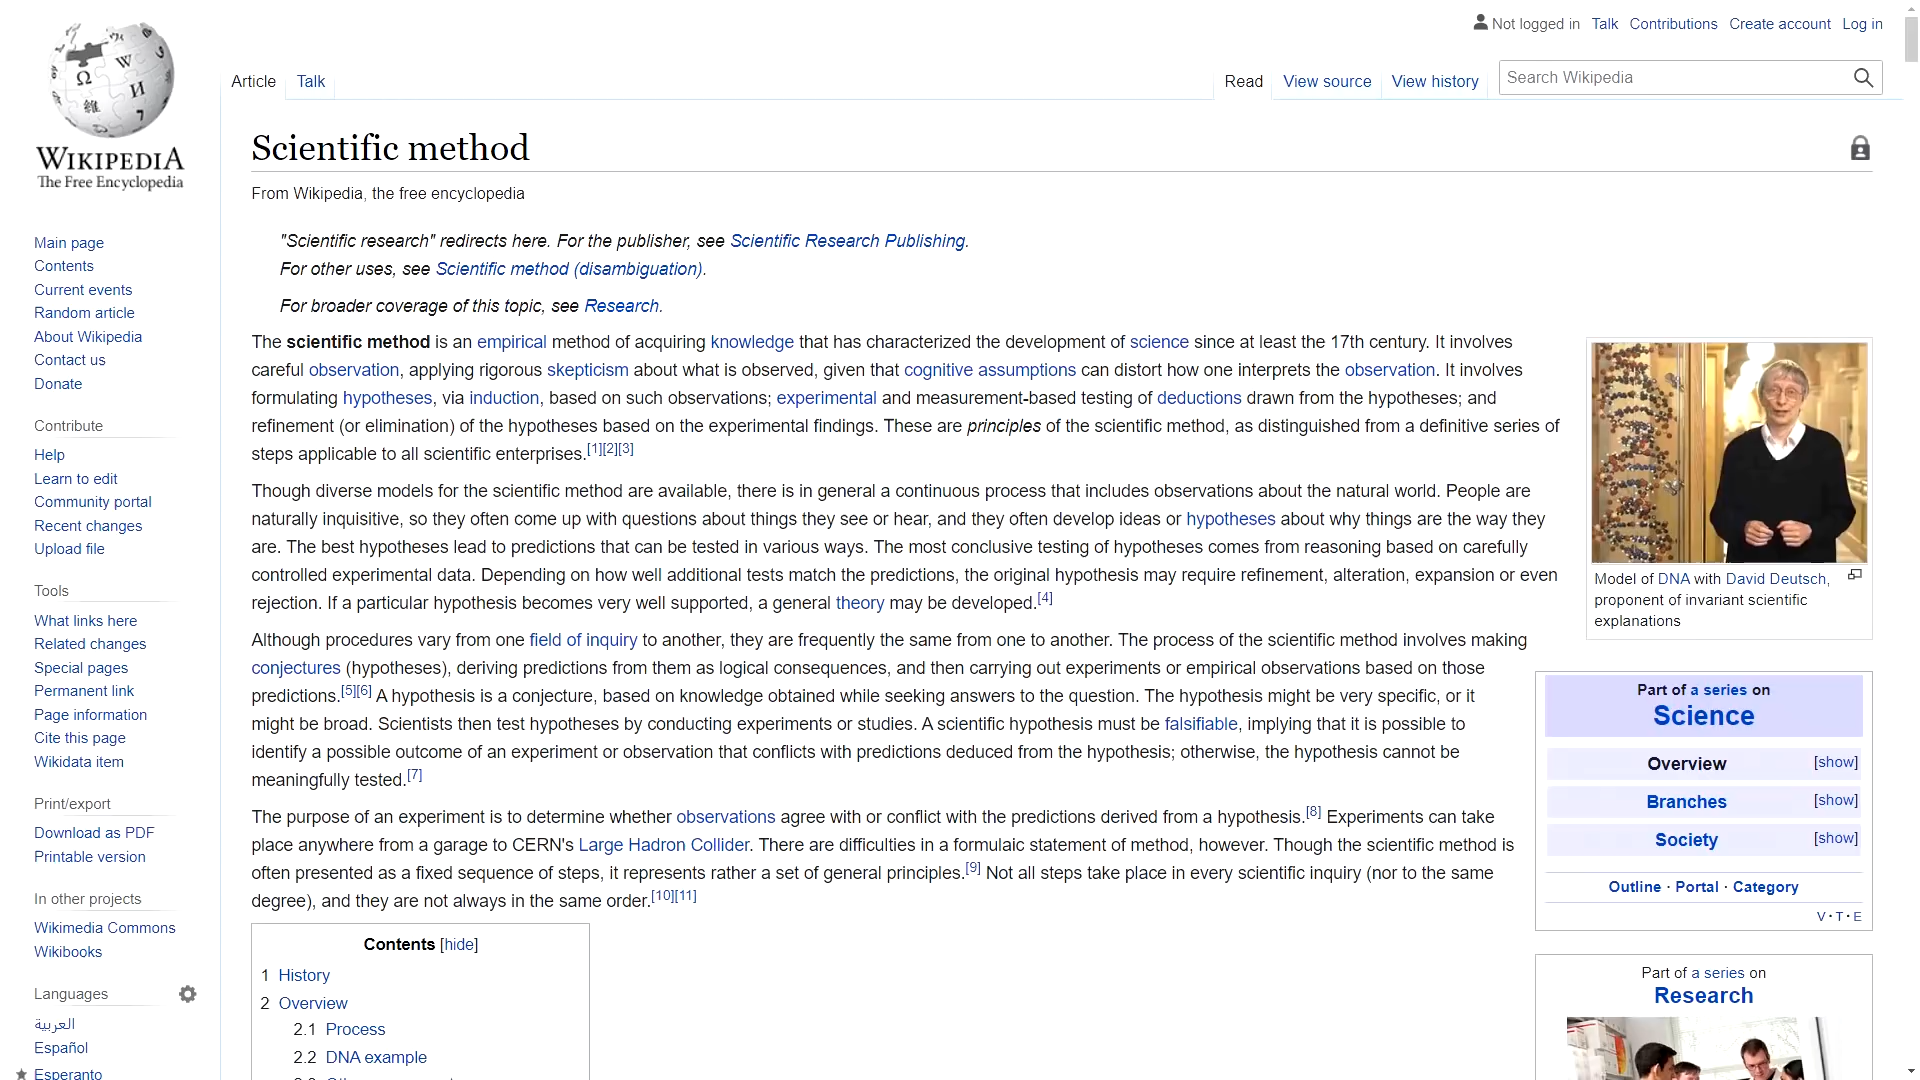 Not logged in Talk Contributions Create account Log in
Article Talk Read View source View history Search Wikipedia
WIKIPEDIA
The Free Encyclopedia
Main page
Contents
Current events
Random article
About Wikipedia
Contact us
Donate
Contribute
Help
Learn to edit
Community portal
Recent changes
Upload file
Tools
What links here
Related changes
Special pages
Permanent link
Page information
Cite this page
Wikidata item
Print/export
Download as PDF
Printable version
In other projects
Wikimedia Commons
Wikibooks
Languages
العربية
Español
Esperanto
Scientific method
From Wikipedia, the free encyclopedia
"Scientific research" redirects here. For the publisher, see Scientific Research Publishing.
For other uses, see Scientific method (disambiguation).
For broader coverage of this topic, see Research.
The scientific method is an empirical method of acquiring knowledge that has characterized the development of science since at least the 17th century. It involves
careful observation, applying rigorous skepticism about what is observed, given that cognitive assumptions can distort how one interprets the observation. It involves
formulating hypotheses, via induction, based on such observations; experimental and measurement-based testing of deductions drawn from the hypotheses; and
refinement (or elimination) of the hypotheses based on the experimental findings. These are principles of the scientific method, as distinguished from a definitive series of
steps applicable to all scientific enterprises.[1][2][3]
Though diverse models for the scientific method are available, there is in general a continuous process that includes observations about the natural world. People are
naturally inquisitive, so they often come up with questions about things they see or hear, and they often develop ideas or hypotheses about why things are the way they
are. The best hypotheses lead to predictions that can be tested in various ways. The most conclusive testing of hypotheses comes from reasoning based on carefully
controlled experimental data. Depending on how well additional tests match the predictions, the original hypothesis may require refinement, alteration, expansion or even
rejection. If a particular hypothesis becomes very well supported, a general theory may be developed.[4]
Although procedures vary from one field of inquiry to another, they are frequently the same from one to another. The process of the scientific method involves making
conjectures (hypotheses), deriving predictions from them as logical consequences, and then carrying out experiments or empirical observations based on those
predictions.[5][6] A hypothesis is a conjecture, based on knowledge obtained while seeking answers to the question. The hypothesis might be very specific, or it
might be broad. Scientists then test hypotheses by conducting experiments or studies. A scientific hypothesis must be falsifiable, implying that it is possible to
identify a possible outcome of an experiment or observation that conflicts with predictions deduced from the hypothesis; otherwise, the hypothesis cannot be
meaningfully tested.[7]
The purpose of an experiment is to determine whether observations agree with or conflict with the predictions derived from a hypothesis.[8] Experiments can take
place anywhere from a garage to CERN's Large Hadron Collider. There are difficulties in a formulaic statement of method, however. Though the scientific method is
often presented as a fixed sequence of steps, it represents rather a set of general principles.[9] Not all steps take place in every scientific inquiry (nor to the same
degree), and they are not always in the same order.[10][11]
Contents [hide]
1 History
2 Overview
2.1 Process
2.2 DNA example
Model of DNA with David Deutsch,
proponent of invariant scientific
explanations
Part of a series on
Science
Overview [show]
Branches [show]
Society [show]
Outline · Portal · Category
V · T · E
Part of a series on
Research